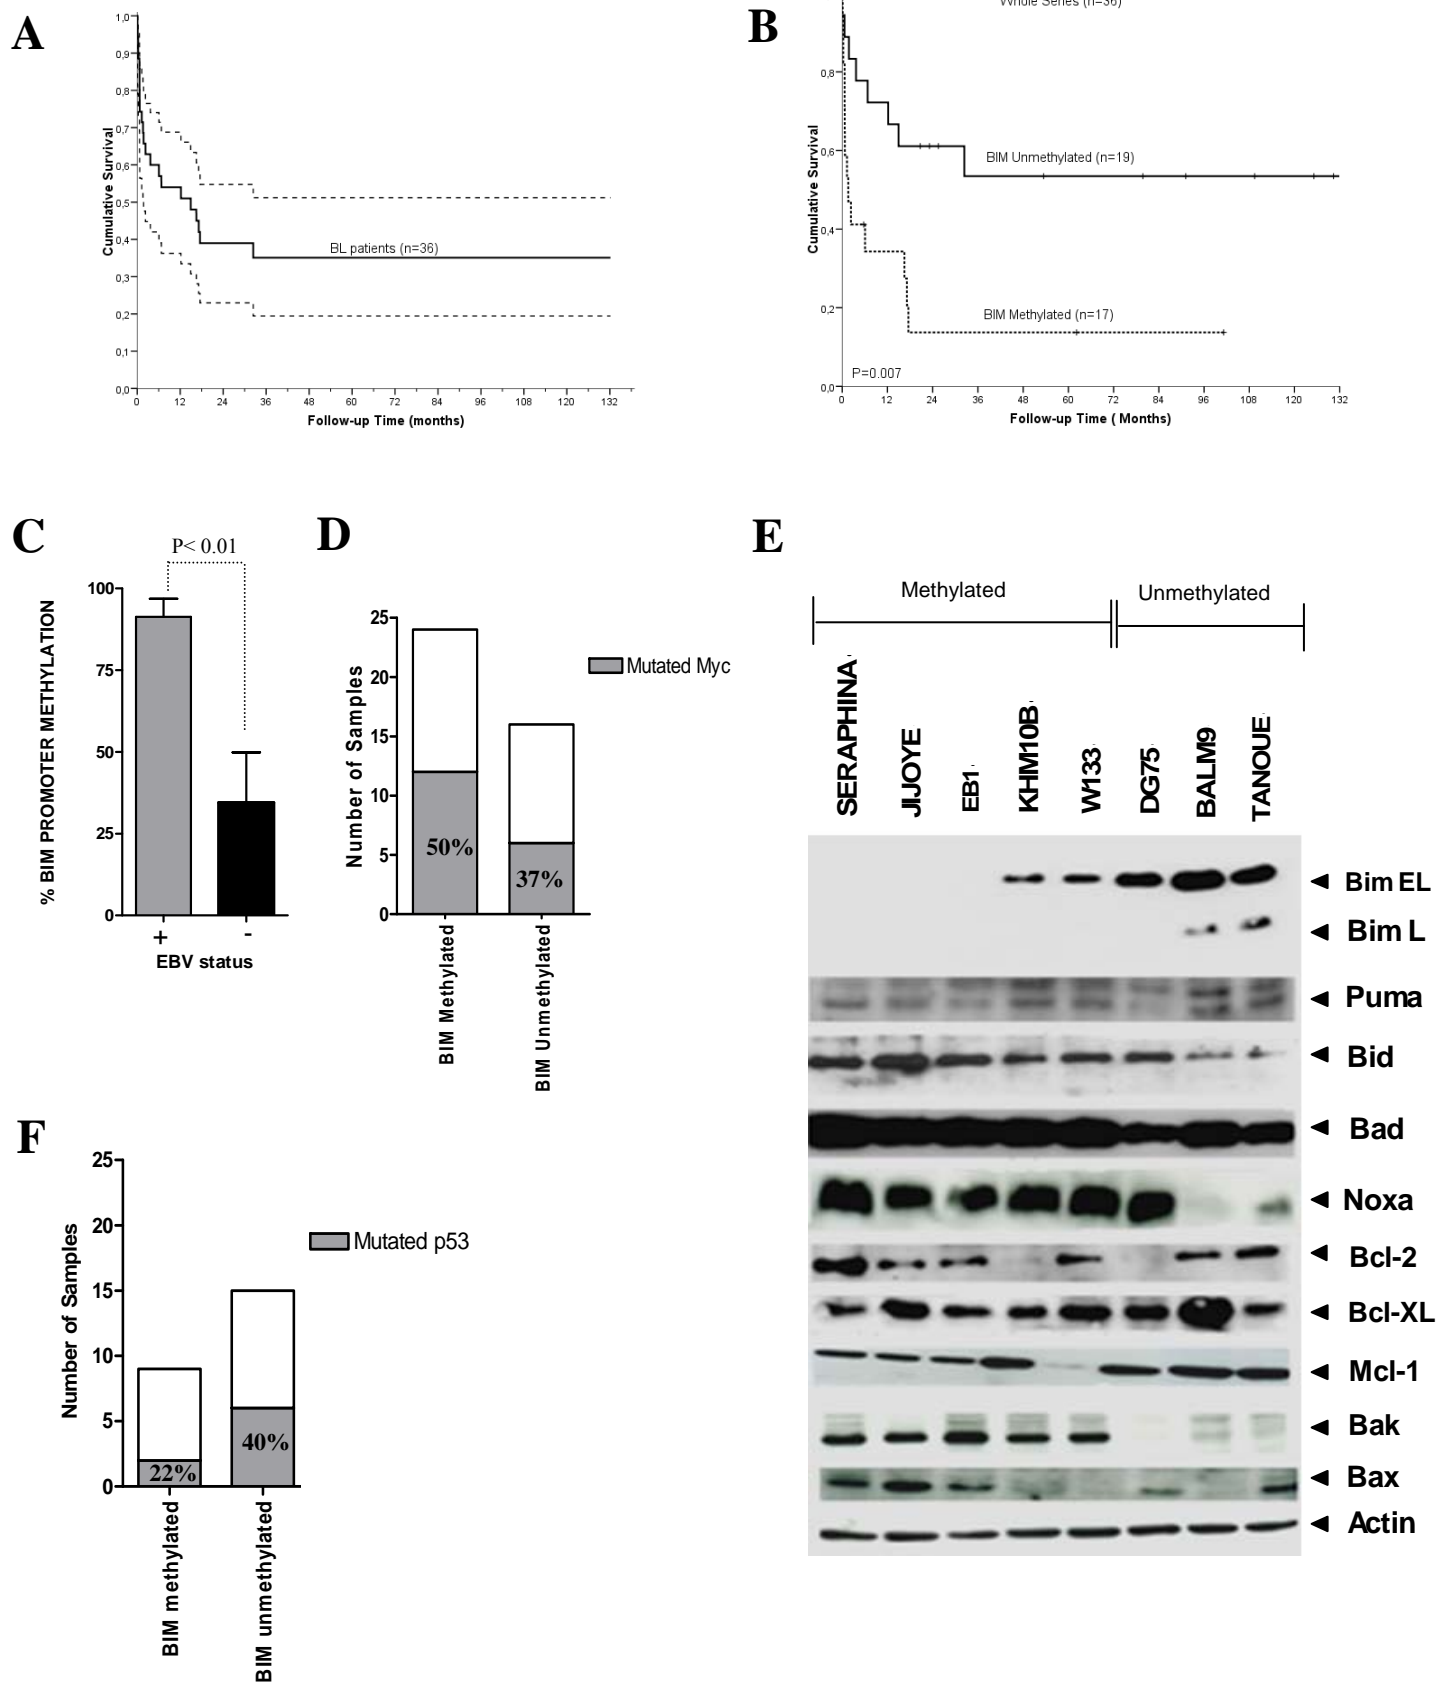 A
1,0
0,9
0,8
0,7
0,6
0,5
0,4
0,3
0,2
0,1
0,0
Cumulative Survival
BL patients (n=36)
0 12 24 36 48 60 72 84 96 108 120 132
Follow-up Time (months)
B
Whole Series (n=36)
0,8
0,6
0,4
0,2
0,0
Cumulative Survival
BIM Unmethylated (n=19)
BIM Methylated (n=17)
P=0.007
0 12 24 36 48 60 72 84 96 108 120 132
Follow-up Time ( Months)
C
P< 0.01
100
75
50
25
0
% BIM PROMOTER METHYLATION
+ -
EBV status
D
25
20
15
10
5
0
Number of Samples
Mutated Myc
50%
37%
BIM Methylated
BIM Unmethylated
E
Methylated
Unmethylated
SERAPHINA
JIJOYE
EB1
KHM10B
W133
DG75
BALM9
TANOUE
Bim EL
Bim L
Puma
Bid
Bad
Noxa
Bcl-2
Bcl-XL
Mcl-1
Bak
Bax
Actin
F
25
20
15
10
5
0
Number of Samples
Mutated p53
22%
40%
BIM methylated
BIM unmethylated